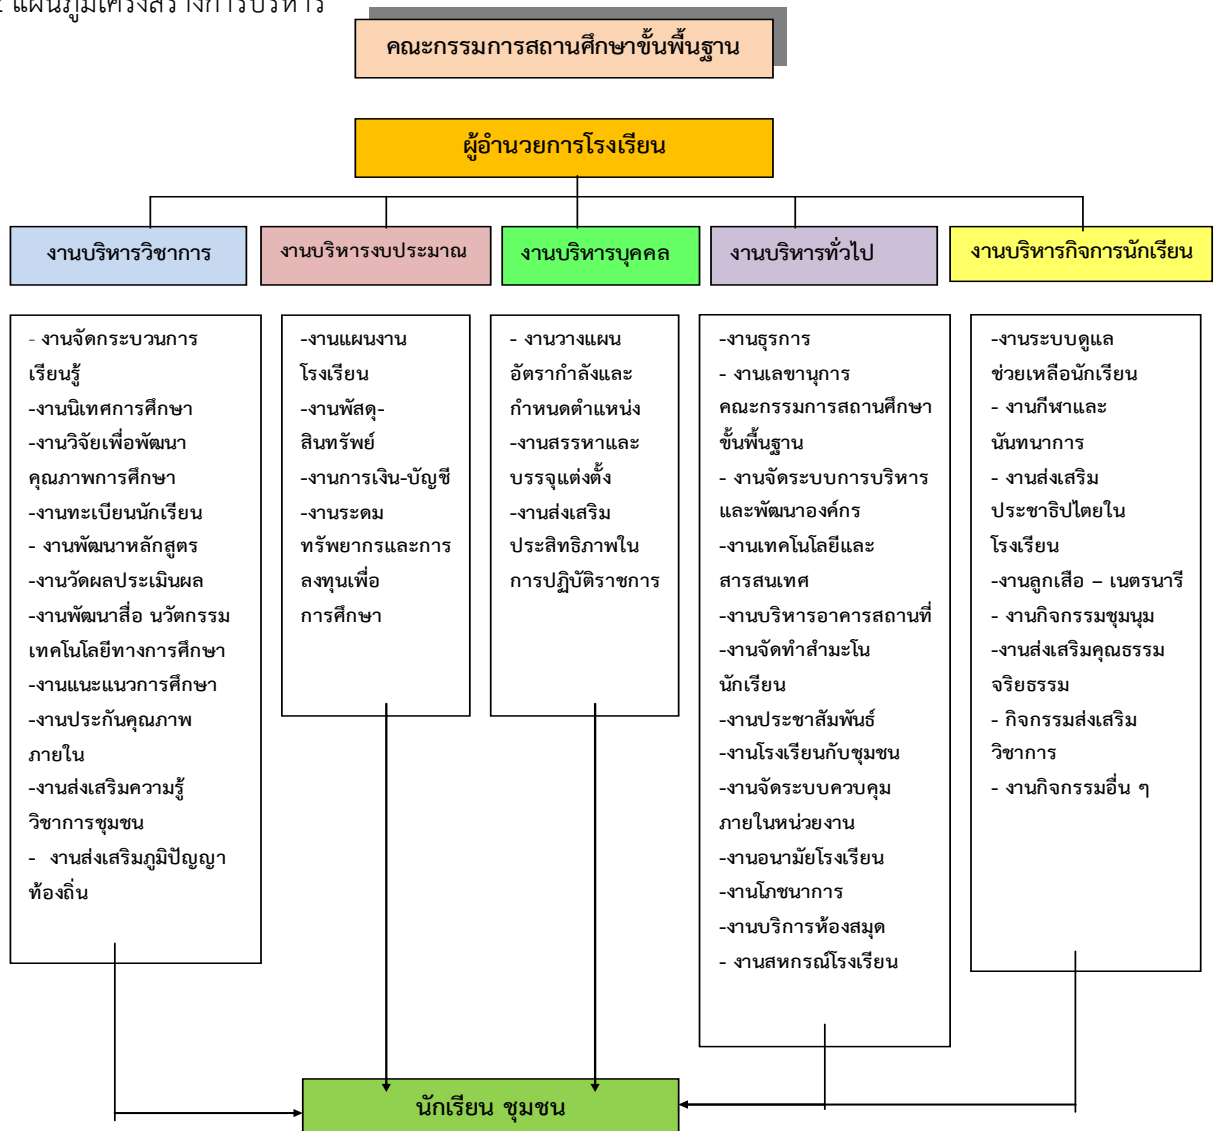 แผนภูมิโครงสร้างการบริหาร
คณะกรรมการสถานศึกษาขั้นพื้นฐาน
ผู้อำนวยการโรงเรียน
งานบริหารวิชาการ
งานบริหารงบประมาณ
งานบริหารบุคคล
งานบริหารทั่วไป
งานบริหารกิจการนักเรียน
- งานจัดกระบวนการ
เรียนรู้
-งานนิเทศการศึกษา
-งานวิจัยเพื่อพัฒนา
คุณภาพการศึกษา
-งานทะเบียนนักเรียน
- งานพัฒนาหลักสูตร
-งานวัดผลประเมินผล
-งานพัฒนาสื่อ นวัตกรรม
เทคโนโลยีทางการศึกษา
-งานแนะแนวการศึกษา
-งานประกันคุณภาพ
ภายใน
-งานส่งเสริมความรู้
วิชาการชุมชน
- งานส่งเสริมภูมิปัญญา
ท้องถิ่น
-งานแผนงาน
โรงเรียน
-งานพัสดุ-
สินทรัพย์
-งานการเงิน-บัญชี
-งานระดม
ทรัพยากรและการ
ลงทุนเพื่อ
การศึกษา
- งานวางแผน
อัตรากำลังและ
กำหนดตำแหน่ง
-งานสรรหาและ
บรรจุแต่งตั้ง
-งานส่งเสริม
ประสิทธิภาพใน
การปฏิบัติราชการ
-งานธุรการ
- งานเลขานุการ
คณะกรรมการสถานศึกษา
ขั้นพื้นฐาน
- งานจัดระบบการบริหาร
และพัฒนาองค์กร
-งานเทคโนโลยีและ
สารสนเทศ
-งานบริหารอาคารสถานที่
-งานจัดทำสำมะโน
นักเรียน
-งานประชาสัมพันธ์
-งานโรงเรียนกับชุมชน
-งานจัดระบบควบคุม
ภายในหน่วยงาน
-งานอนามัยโรงเรียน
-งานโภชนาการ
-งานบริการห้องสมุด
- งานสหกรณ์โรงเรียน
-งานระบบดูแล
ช่วยเหลือนักเรียน
- งานกีฬาและ
นันทนาการ
- งานส่งเสริม
ประชาธิปไตยใน
โรงเรียน
-งานลูกเสือ – เนตรนารี
- งานกิจกรรมชุมนุม
-งานส่งเสริมคุณธรรม
จริยธรรม
- กิจกรรมส่งเสริม
วิชาการ
- งานกิจกรรมอื่น ๆ
นักเรียน ชุมชน